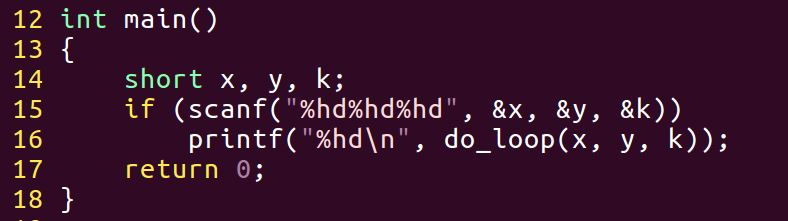 12 int main()
13 {
14     short x, y, k;
15     if (scanf("%hd%hd%hd", &x, &y, &k))
16         printf("%hd\n", do_loop(x, y, k));
17     return 0;
18 }